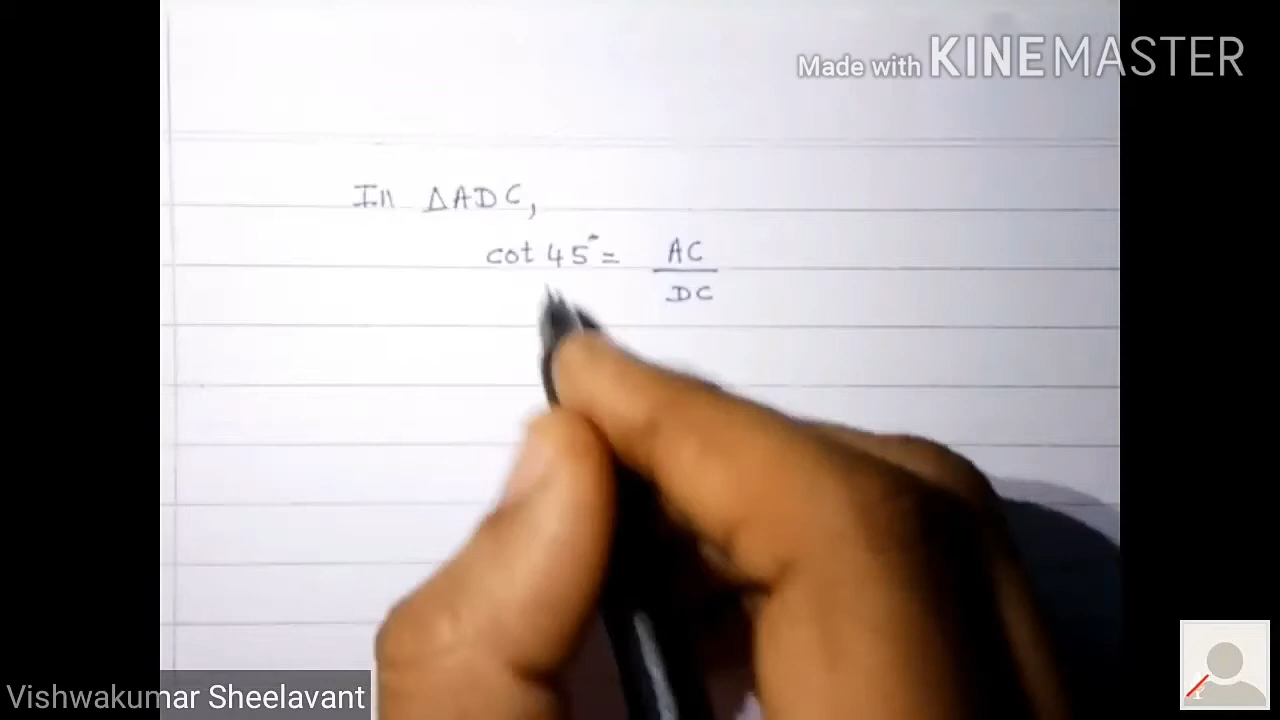 Made with KINEMASTER
In ΔADC,
cot 45° = AC
DC
Vishwakumar Sheelavant